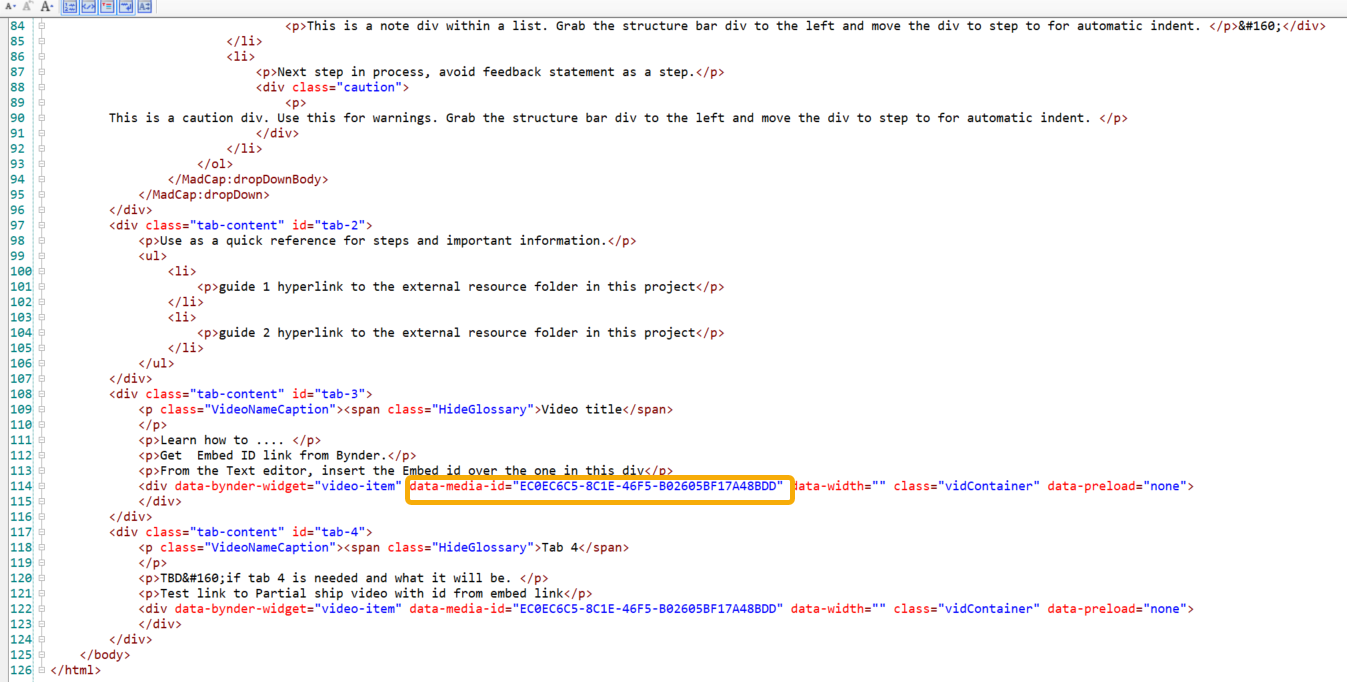 84 <p>This is a note div within a list. Grab the structure bar div to the left and move the div to step to for automatic indent. </p>&#160;</div>
85 </li>
86 <li>
87 <p>Next step in process, avoid feedback statement as a step.</p>
88 <div class="caution">
89 <p>
90 This is a caution div. Use this for warnings. Grab the structure bar div to the left and move the div to step to for automatic indent. </p>
91 </div>
92 </li>
93 </ol>
94 </MadCap:dropDownBody>
95 </MadCap:dropDown>
96 </div>
97 <div class="tab-content" id="tab-2">
98 <p>Use as a quick reference for steps and important information.</p>
99 <ul>
100 <li>
101 <p>guide 1 hyperlink to the external resource folder in this project</p>
102 </li>
103 <li>
104 <p>guide 2 hyperlink to the external resource folder in this project</p>
105 </li>
106 </ul>
107 </div>
108 <div class="tab-content" id="tab-3">
109 <p class="VideoNameCaption"><span class="HideGlossary">Video title</span>
110 </p>
111 <p>Learn how to .... </p>
112 <p>Get  Embed ID link from Bynder.</p>
113 <p>From the Text editor, insert the Embed id over the one in this div</p>
114 <div data-bynder-widget="video-item" data-media-id="EC0EC6C5-8C1E-46F5-B02605BF17A48BDD" data-width="" class="vidContainer" data-preload="none">
115 </div>
116 </div>
117 <div class="tab-content" id="tab-4">
118 <p class="VideoNameCaption"><span class="HideGlossary">Tab 4</span>
119 </p>
120 <p>TBD&#160;if tab 4 is needed and what it will be. </p>
121 <p>Test link to Partial ship video with id from embed link</p>
122 <div data-bynder-widget="video-item" data-media-id="EC0EC6C5-8C1E-46F5-B02605BF17A48BDD" data-width="" class="vidContainer" data-preload="none">
123 </div>
124 </div>
125 </body>
126 </html>